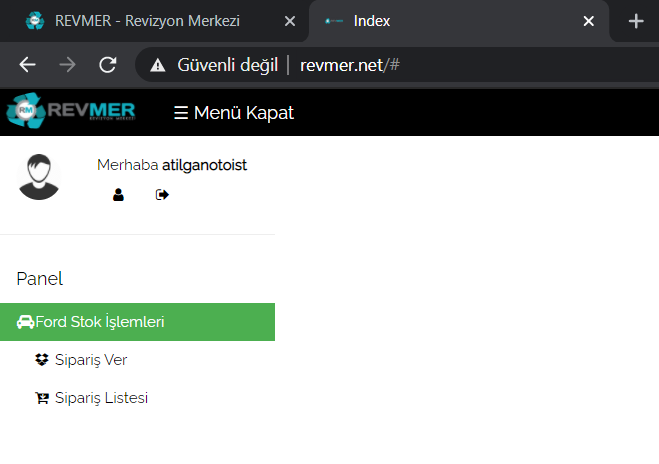 REVMER - Revizyon Merkezi
Index
Güvenli değil | revmer.net/#
RM REVMER
REVİZYON MERKEZİ
☰ Menü Kapat
Merhaba atilganotoist
Panel
Ford Stok İşlemleri
Sipariş Ver
Sipariş Listesi